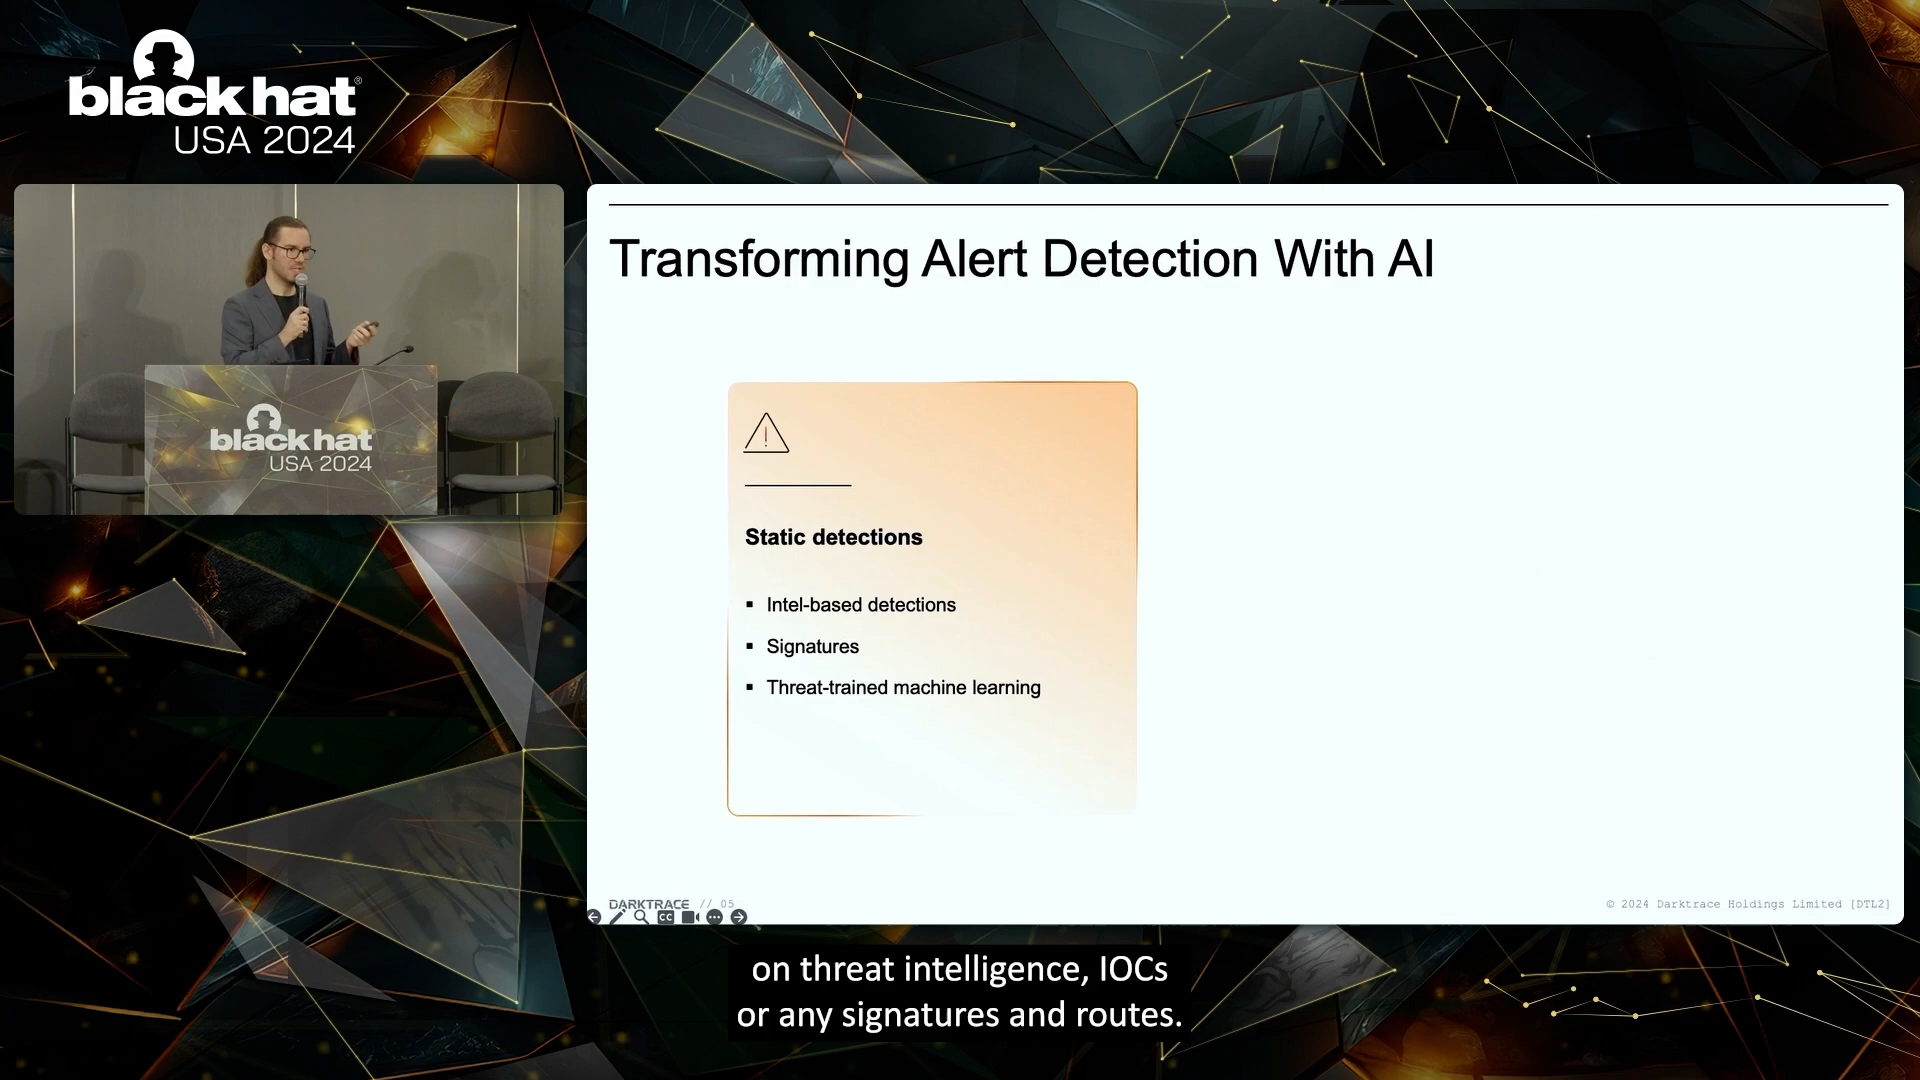 black hat®
USA 2024
black hat
USA 2024
Transforming Alert Detection With AI
Static detections
▪ Intel-based detections
▪ Signatures
▪ Threat-trained machine learning
DARKTRACE // 05
CC
© 2024 Darktrace Holdings Limited [DTL2]
on threat intelligence, IOCs
or any signatures and routes.